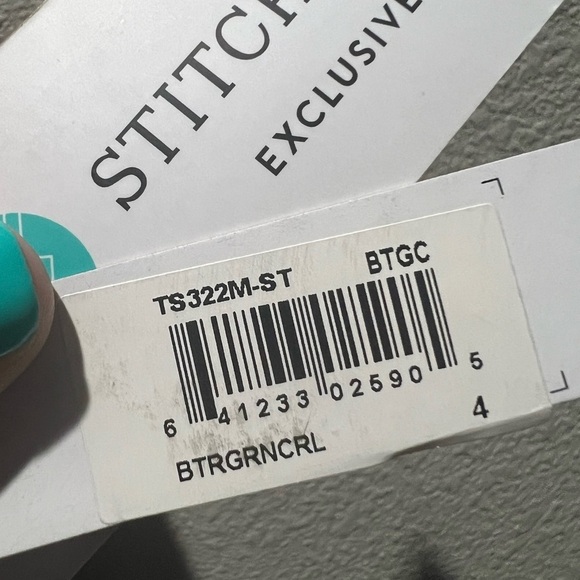 STITCH
EXCLUSIVE
TS322M-ST BTGC
6 41233 02590 5
4
BTRGRNCRL